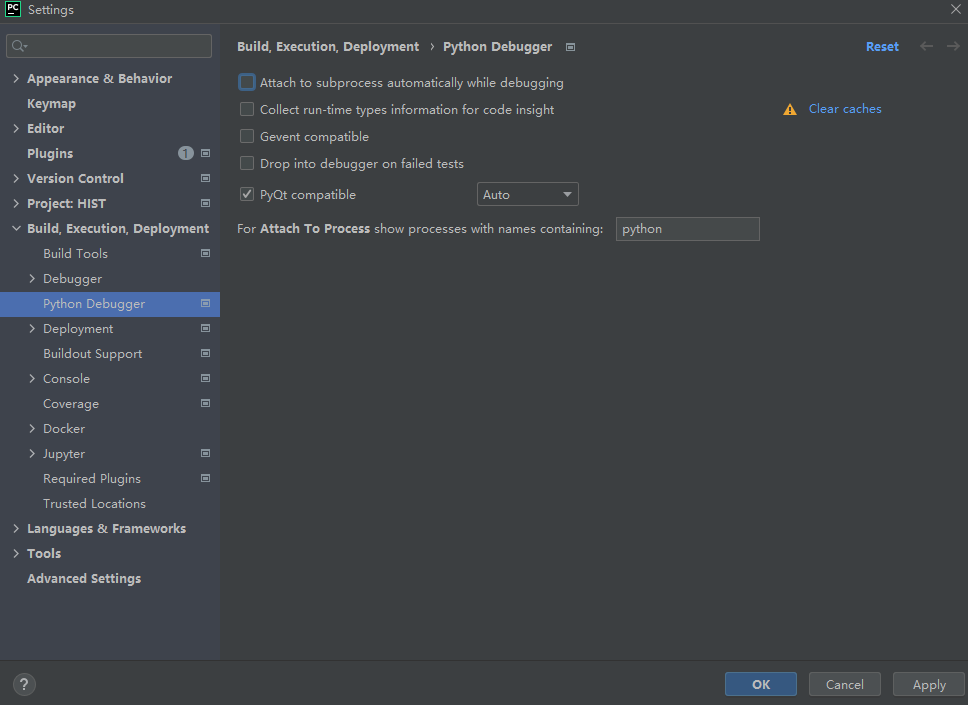 PC Settings
Appearance & Behavior
Keymap
Editor
Plugins 1
Version Control
Project: HIST
Build, Execution, Deployment
Build Tools
Debugger
Python Debugger
Deployment
Buildout Support
Console
Coverage
Docker
Jupyter
Required Plugins
Trusted Locations
Languages & Frameworks
Tools
Advanced Settings
Build, Execution, Deployment › Python Debugger
Reset
Attach to subprocess automatically while debugging
Collect run-time types information for code insight
Clear caches
Gevent compatible
Drop into debugger on failed tests
PyQt compatible Auto
For Attach To Process show processes with names containing: python
?
OK Cancel Apply